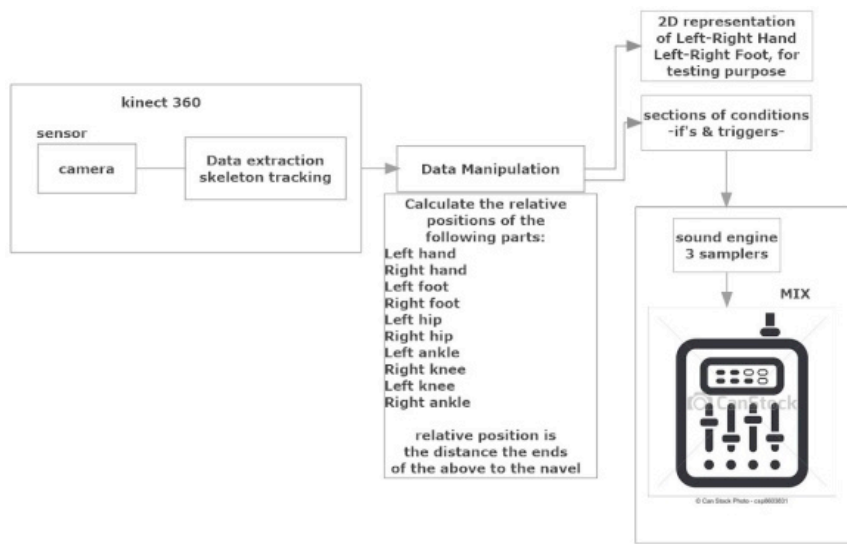 kinect 360
sensor
camera
Data extraction
skeleton tracking
Data Manipulation
Calculate the relative
positions of the
following parts:
Left hand
Right hand
Left foot
Right foot
Left hip
Right hip
Left ankle
Right knee
Left knee
Right ankle
relative position is
the distance the ends
of the above to the navel
2D representation
of Left-Right Hand
Left-Right Foot, for
testing purpose
sections of conditions
-if's & triggers-
sound engine
3 samplers
MIX
CanStock
© Can Stock Photo